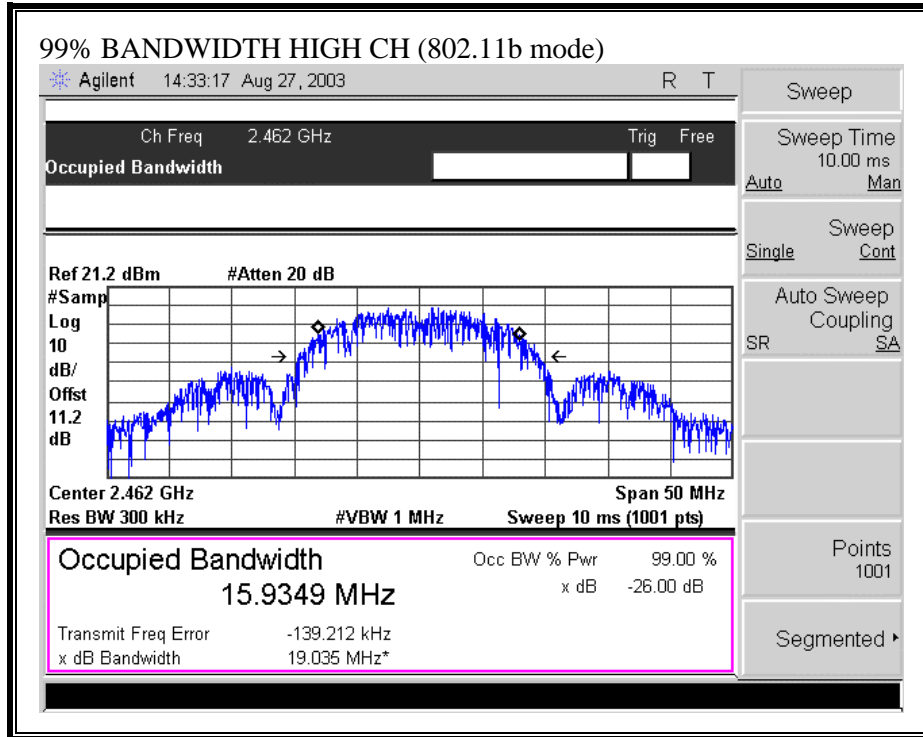 99% BANDWIDTH HIGH CH (802.11b mode)
Agilent 14:33:17 Aug 27, 2003 R T
Ch Freq 2.462 GHz Trig Free
Occupied Bandwidth
Ref 21.2 dBm #Atten 20 dB
#Samp
Log
10
dB/
Offst
11.2
dB
Center 2.462 GHz Span 50 MHz
Res BW 300 kHz #VBW 1 MHz Sweep 10 ms (1001 pts)
Occupied Bandwidth Occ BW % Pwr 99.00 %
15.9349 MHz x dB -26.00 dB
Transmit Freq Error -139.212 kHz
x dB Bandwidth 19.035 MHz*
Sweep
Sweep Time
10.00 ms
Auto Man
Sweep
Single Cont
Auto Sweep
Coupling
SR SA
Points
1001
Segmented